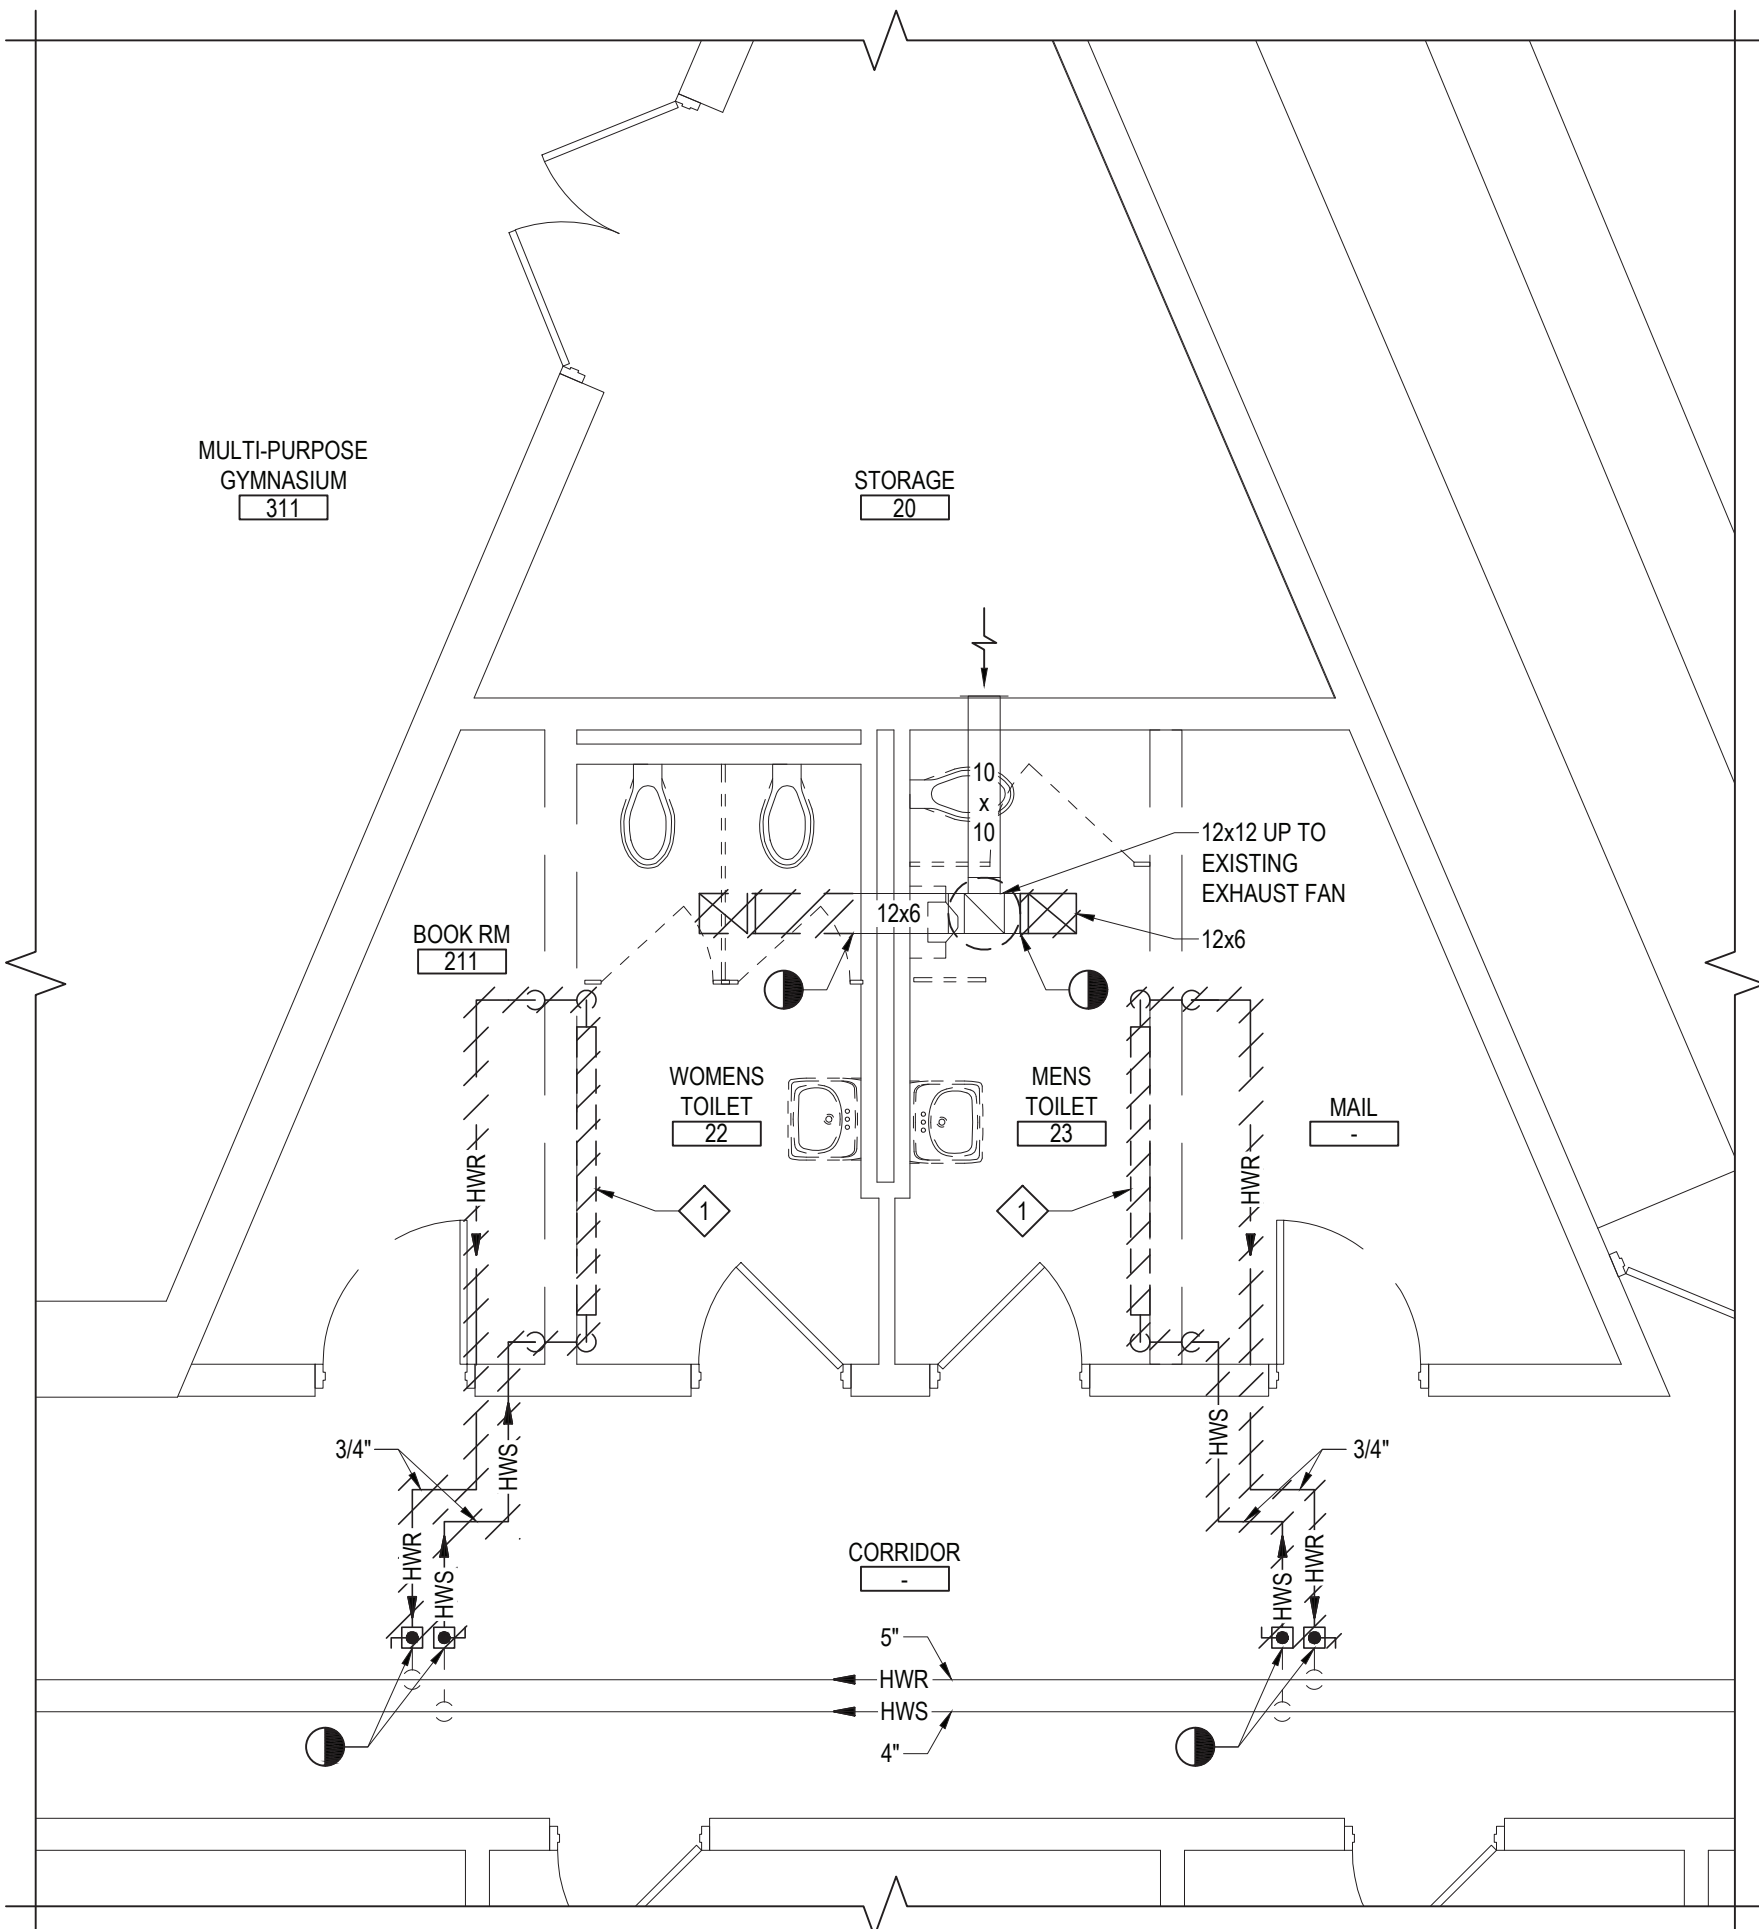 MULTI-PURPOSE
GYMNASIUM
311
STORAGE
20
10
x
10
12x12 UP TO
EXISTING
EXHAUST FAN
12x6
12x6
BOOK RM
211
WOMENS
TOILET
22
MENS
TOILET
23
MAIL
-
HWR
HWR
1
1
3/4"
HWS
HWS
3/4"
HWR
HWS
HWS
HWR
CORRIDOR
-
5"
HWR
HWS
4"